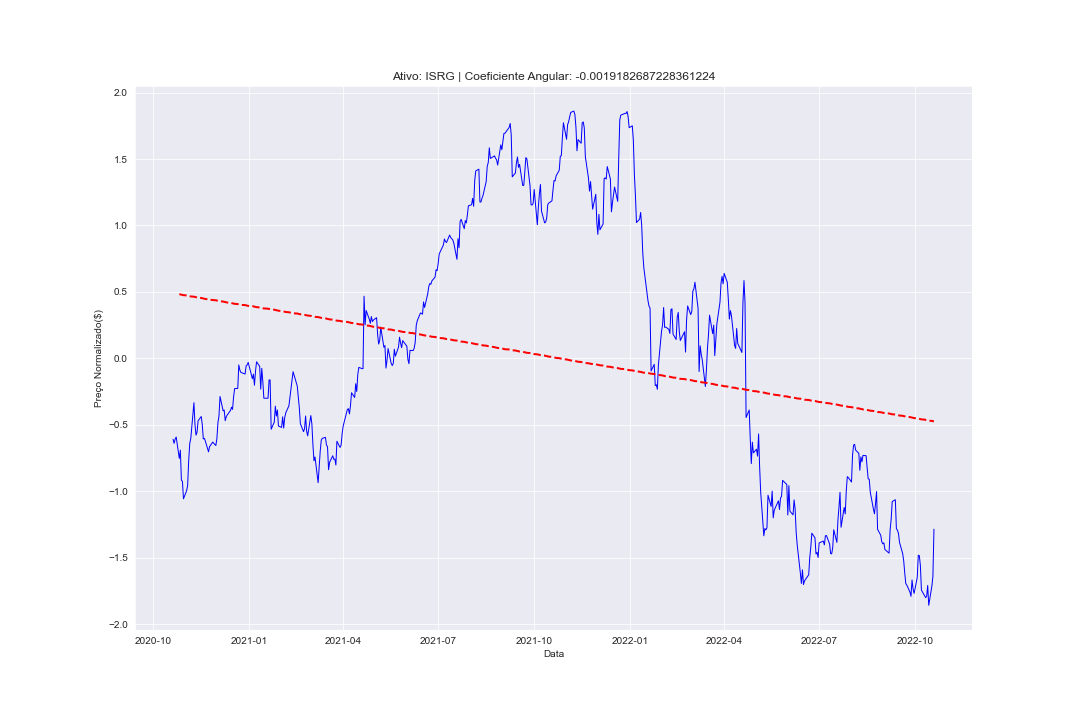 Ativo: ISRG | Coeficiente Angular: -0.0019182687228361224
Preço Normalizado($)
2.0
1.5
1.0
0.5
0.0
−0.5
−1.0
−1.5
−2.0
2020-10 2021-01 2021-04 2021-07 2021-10 2022-01 2022-04 2022-07 2022-10
Data